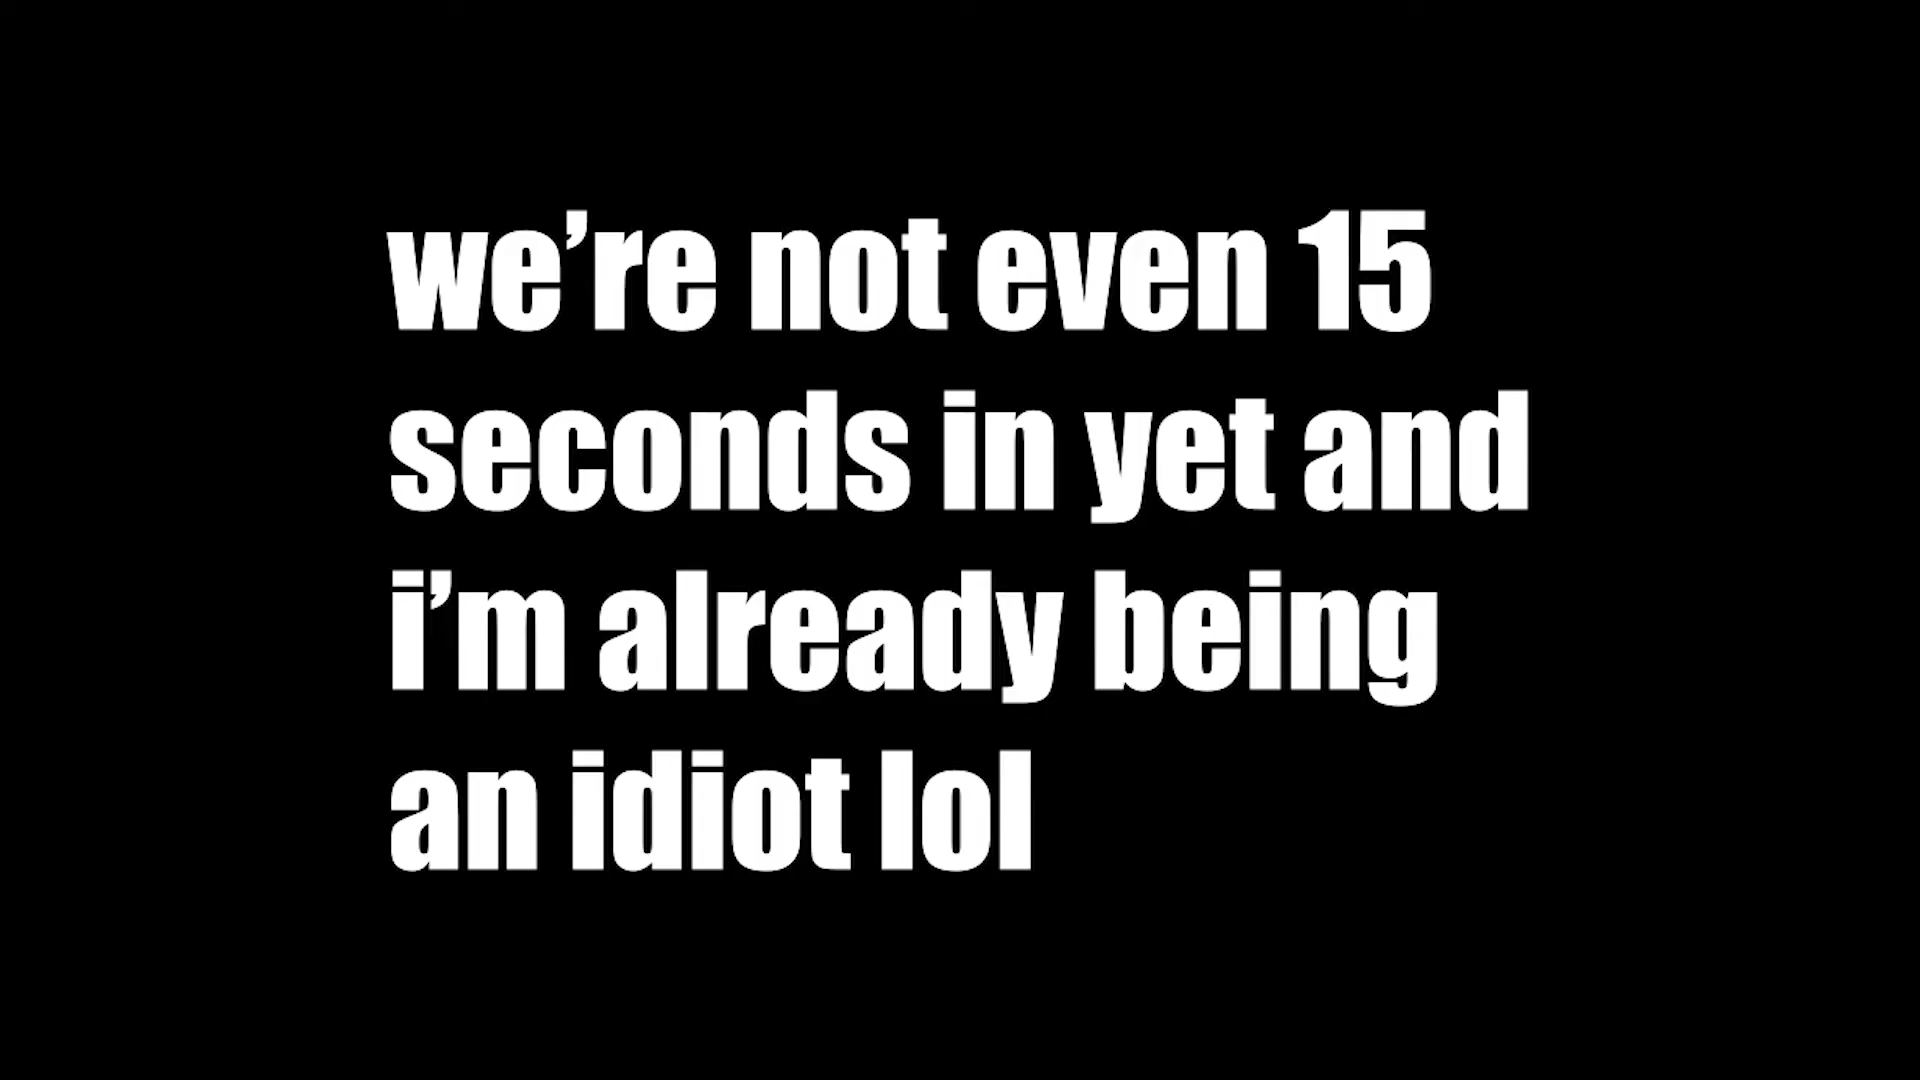 we’re not even 15
seconds in yet and
i’m already being
an idiot lol